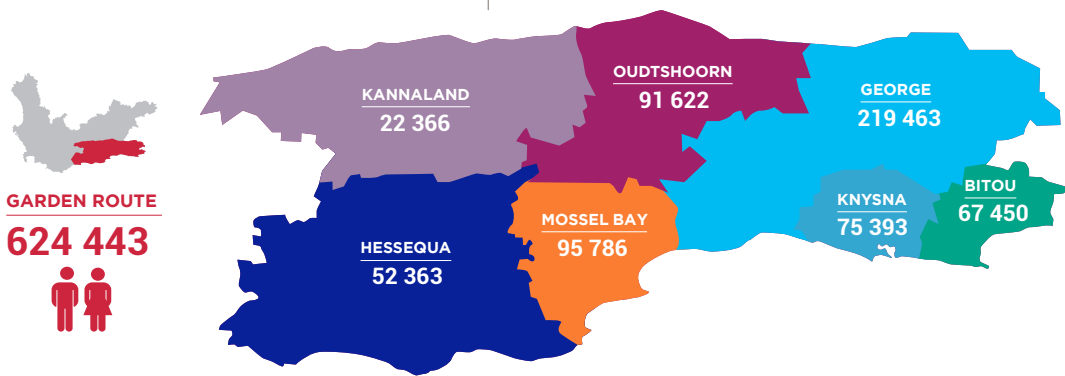 GARDEN ROUTE
624 443
KANNALAND
22 366
OUDTSHOORN
91 622
GEORGE
219 463
HESSEQUA
52 363
MOSSEL BAY
95 786
KNYSNA
75 393
BITOU
67 450